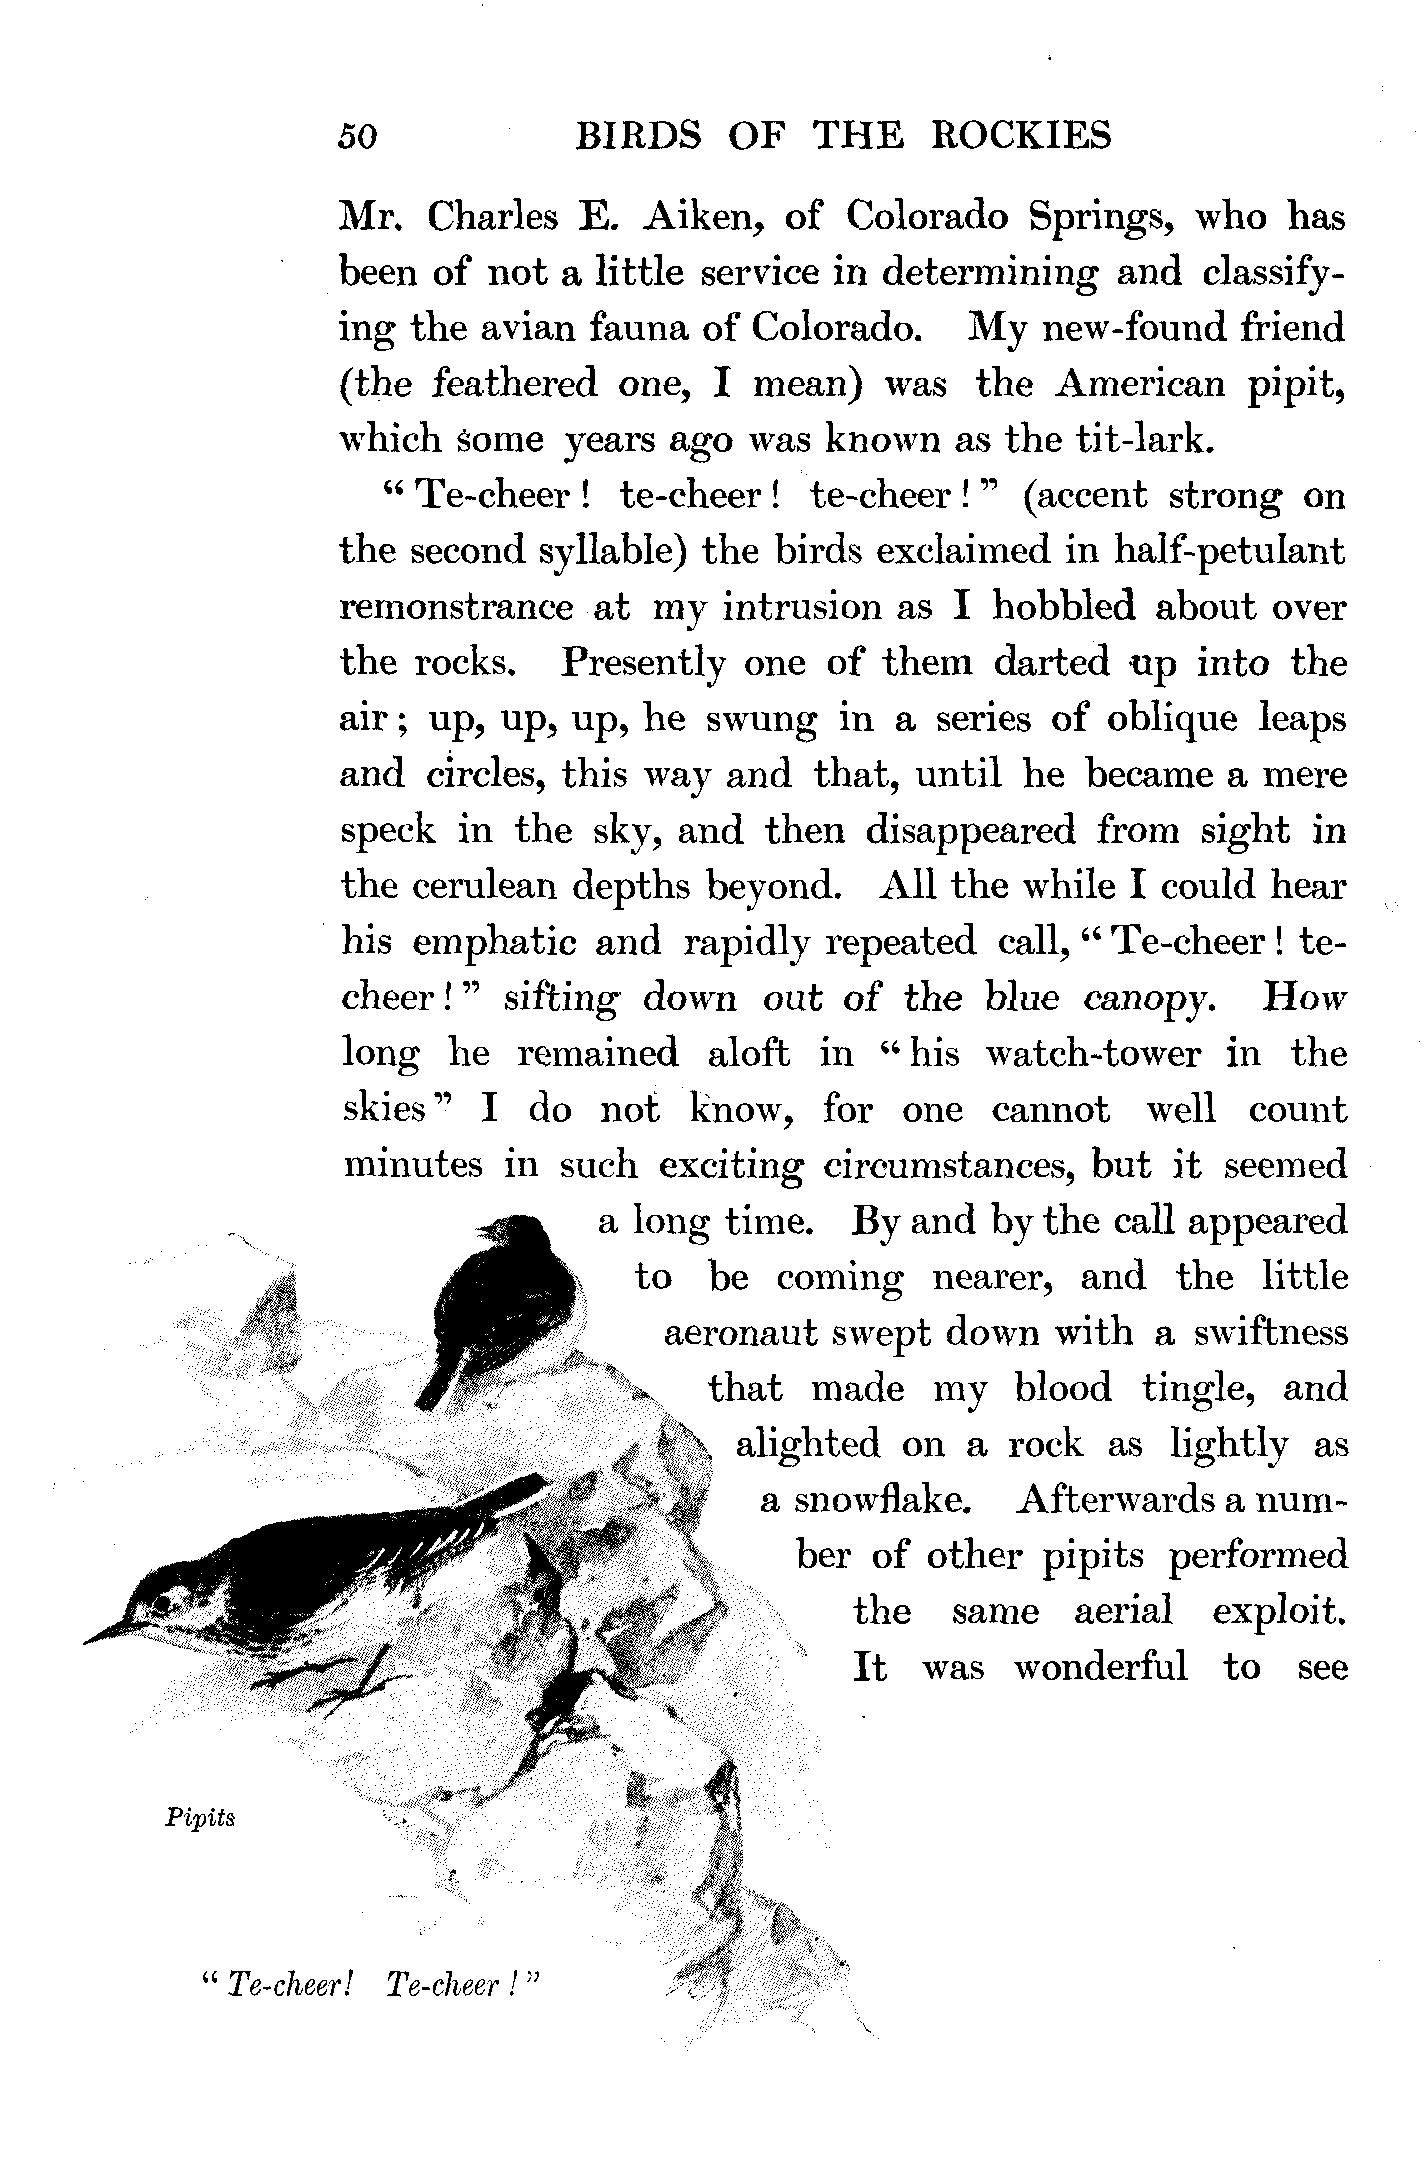 50 BIRDS OF THE ROCKIES
Mr. Charles E. Aiken, of Colorado Springs, who has
been of not a little service in determining and classify-
ing the avian fauna of Colorado. My new-found friend
(the feathered one, I mean) was the American pipit,
which some years ago was known as the tit-lark.
“Te-cheer! te-cheer! te-cheer!” (accent strong on
the second syllable) the birds exclaimed in half-petulant
remonstrance at my intrusion as I hobbled about over
the rocks. Presently one of them darted up into the
air; up, up, up, he swung in a series of oblique leaps
and circles, this way and that, until he became a mere
speck in the sky, and then disappeared from sight in
the cerulean depths beyond. All the while I could hear
his emphatic and rapidly repeated call, “Te-cheer! te-
cheer!” sifting down out of the blue canopy. How
long he remained aloft in “his watch-tower in the
skies” I do not know, for one cannot well count
minutes in such exciting circumstances, but it seemed
a long time. By and by the call appeared
to be coming nearer, and the little
aeronaut swept down with a swiftness
that made my blood tingle, and
alighted on a rock as lightly as
a snowflake. Afterwards a num-
ber of other pipits performed
the same aerial exploit.
It was wonderful to see
Pipits
“Te-cheer! Te-cheer!”